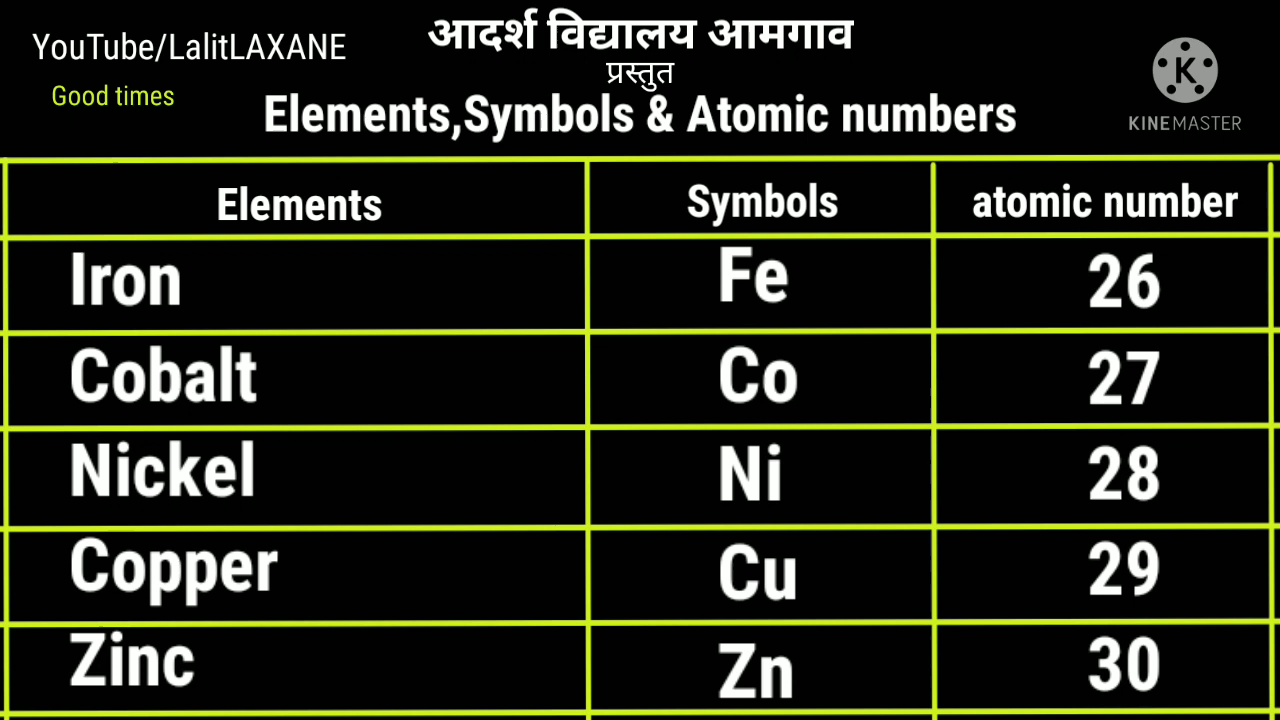 YouTube/LalitLAXANE
आदर्श विद्यालय आमगाव
प्रस्तुत
Good times
Elements,Symbols & Atomic numbers
K
KINEMASTER
Elements Symbols atomic number
Iron Fe 26
Cobalt Co 27
Nickel Ni 28
Copper Cu 29
Zinc Zn 30